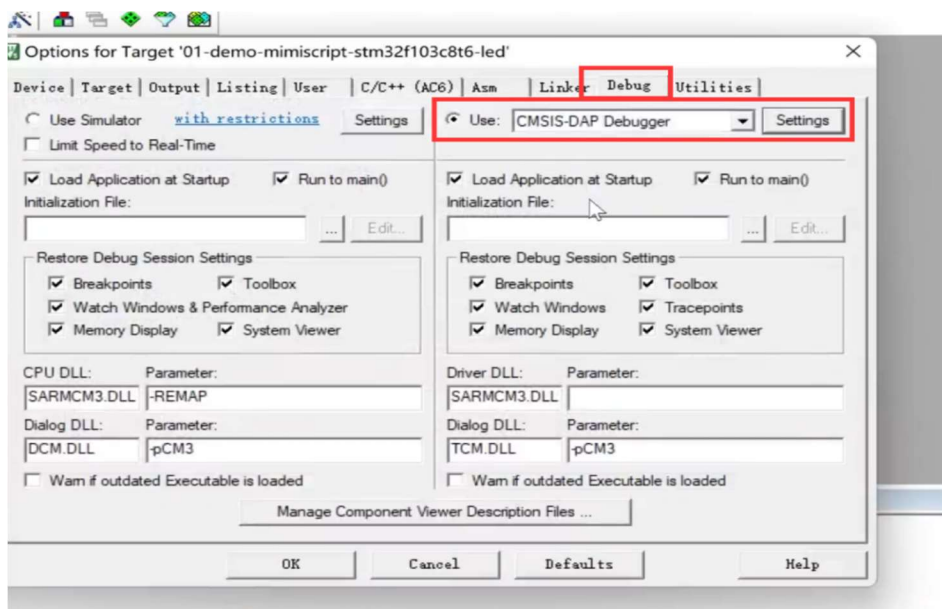 Options for Target '01-demo-mimiscript-stm32f103c8t6-led'
Device Target Output Listing User C/C++ (AC6) Asm Linker Debug Utilities
Use Simulator with restrictions Settings Use: CMSIS-DAP Debugger Settings
Limit Speed to Real-Time
Load Application at Startup Run to main() Load Application at Startup Run to main()
Initialization File: Initialization File:
... Edit... ... Edit...
Restore Debug Session Settings Restore Debug Session Settings
Breakpoints Toolbox Breakpoints Toolbox
Watch Windows & Performance Analyzer Watch Windows Tracepoints
Memory Display System Viewer Memory Display System Viewer
CPU DLL: Parameter: Driver DLL: Parameter:
SARMCM3.DLL -REMAP SARMCM3.DLL
Dialog DLL: Parameter: Dialog DLL: Parameter:
DCM.DLL -pCM3 TCM.DLL -pCM3
Warn if outdated Executable is loaded Warn if outdated Executable is loaded
Manage Component Viewer Description Files ...
OK Cancel Defaults Help